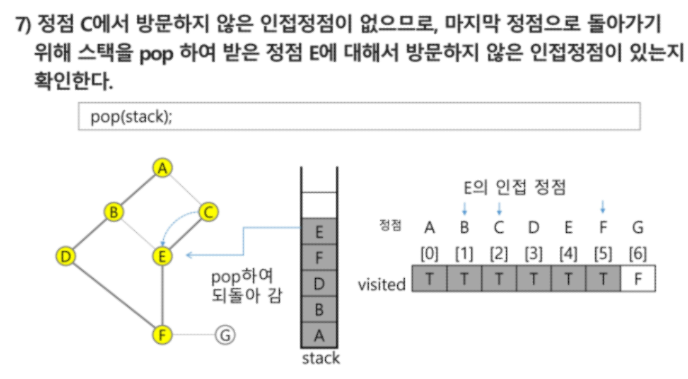 7) 정점 C에서 방문하지 않은 인접정점이 없으므로, 마지막 정점으로 돌아가기
위해 스택을 pop 하여 받은 정점 E에 대해서 방문하지 않은 인접정점이 있는지
확인한다.
pop(stack);
A
B
C
D
E
F
G
pop하여
되돌아 감
E
F
D
B
A
stack
E의 인접 정점
정점 A B C D E F G
[0] [1] [2] [3] [4] [5] [6]
visited T T T T T T F